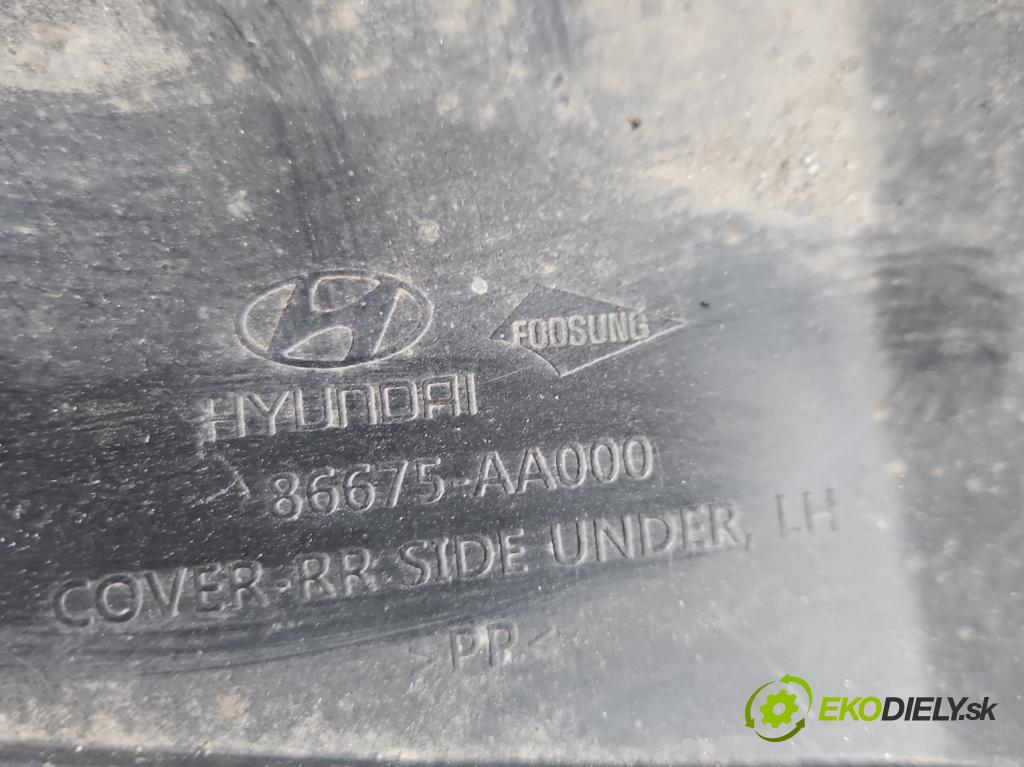 FOOSUNG
HYUNDAI
86675-AA000
COVER-RR SIDE UNDER, LH
>PP<
EKODIELY.sk